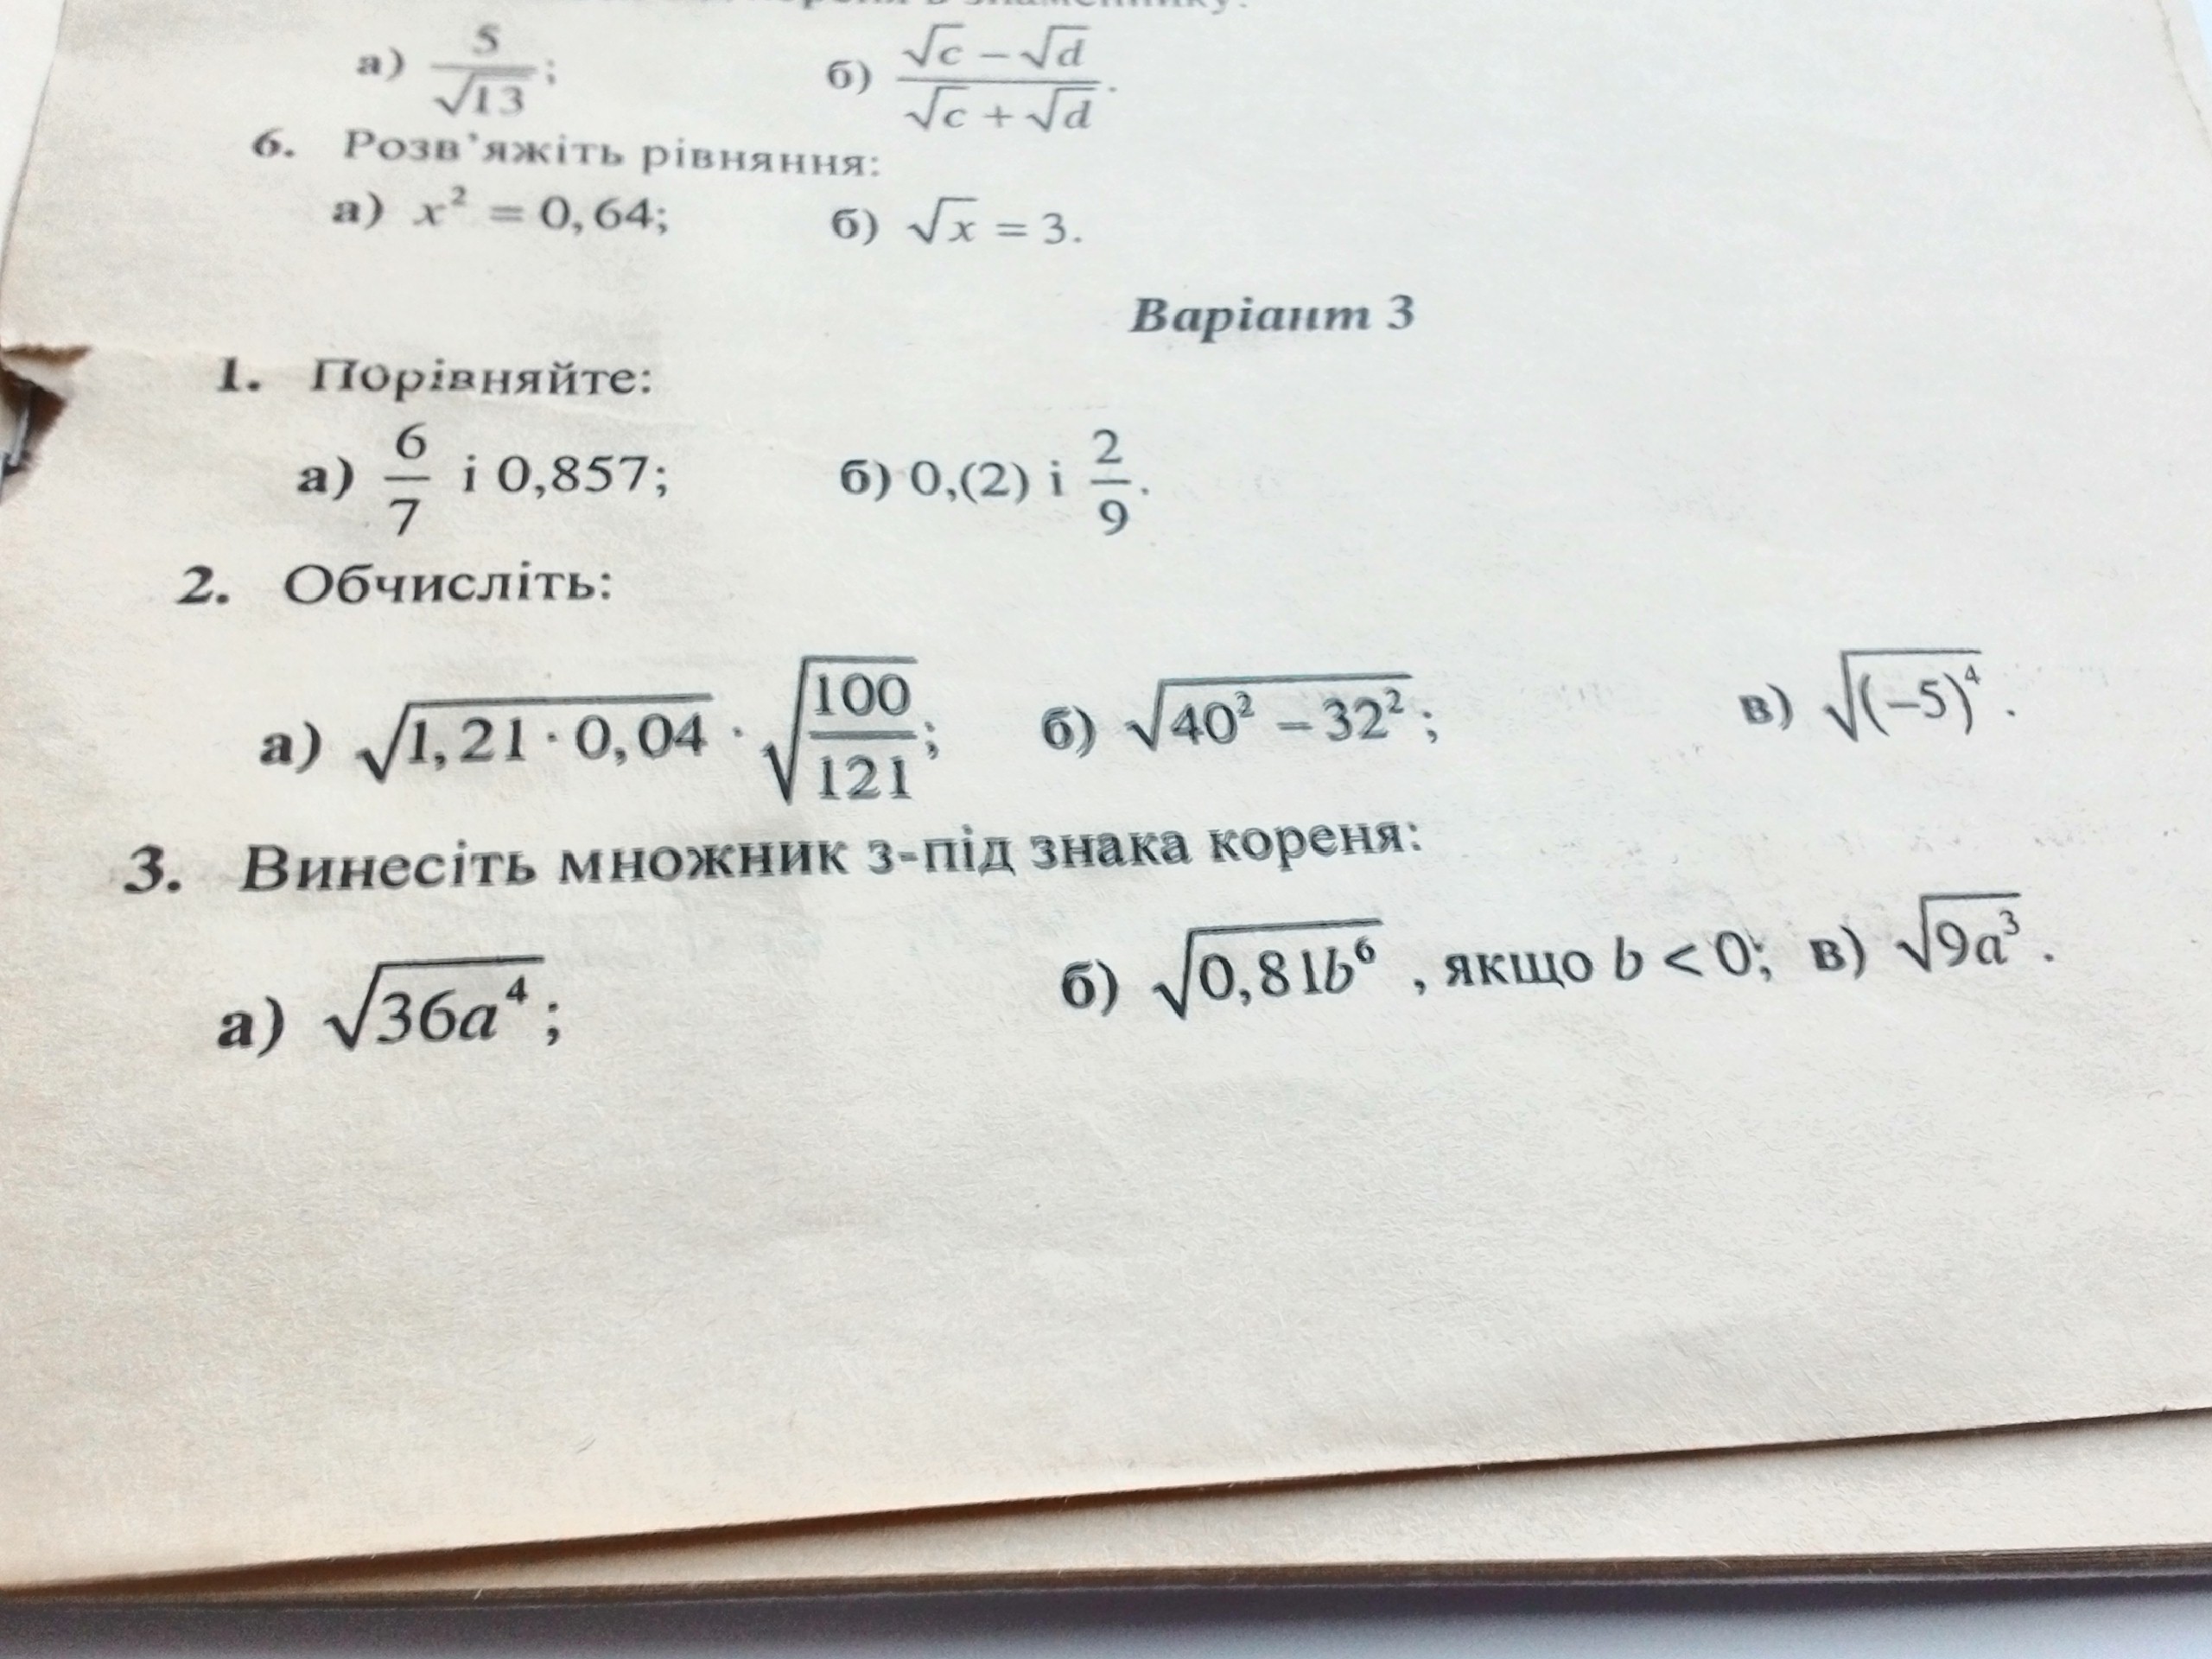 а) 5/√13; б) (√c − √d)/(√c + √d).
6. Розв'яжіть рівняння:
а) x² = 0,64; б) √x = 3.
Варіант 3
1. Порівняйте:
а) 6/7 і 0,857; б) 0,(2) і 2/9.
2. Обчисліть:
а) √(1,21 · 0,04) · √(100/121); б) √(40² − 32²); в) √((−5)⁴).
3. Винесіть множник з-під знака кореня:
а) √(36a⁴); б) √(0,81b⁶) , якщо b < 0; в) √(9a³).